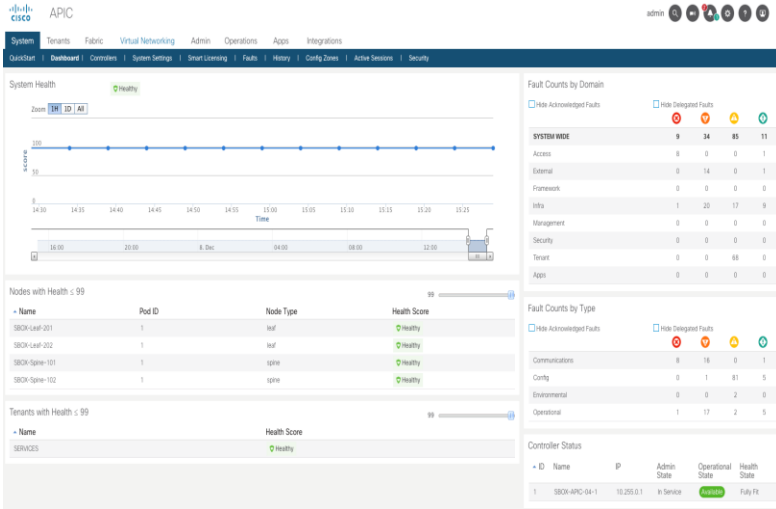 CISCO APIC admin
System Tenants Fabric Virtual Networking Admin Operations Apps Integrations
QuickStart | Dashboard | Controllers | System Settings | Smart Licensing | Faults | History | Config Zones | Active Sessions | Security
System Health Healthy
Zoom 1H 1D All
100
score
50
0
14:30 14:35 14:40 14:45 14:50 14:55 15:00 15:05 15:10 15:15 15:20 15:25
Time
16:00 20:00 8. Dec 04:00 08:00 12:00
Nodes with Health ≤ 99 99
Name Pod ID Node Type Health Score
SBOX-Leaf-201 1 leaf Healthy
SBOX-Leaf-202 1 leaf Healthy
SBOX-Spine-101 1 spine Healthy
SBOX-Spine-102 1 spine Healthy
Tenants with Health ≤ 99 99
Name Health Score
SERVICES Healthy
Fault Counts by Domain
Hide Acknowledged Faults Hide Delegated Faults
SYSTEM WIDE 9 34 85 11
Access 8 0 0 1
External 0 14 0 1
Framework 0 0 0 0
Infra 1 20 17 9
Management 0 0 0 0
Security 0 0 0 0
Tenant 0 0 68 0
Apps 0 0 0 0
Fault Counts by Type
Hide Acknowledged Faults Hide Delegated Faults
Communications 8 16 0 1
Config 0 1 81 5
Environmental 0 0 2 0
Operational 1 17 2 5
Controller Status
ID Name IP Admin State Operational State Health State
1 SBOX-APIC-04-1 10.255.0.1 In Service Available Fully Fit